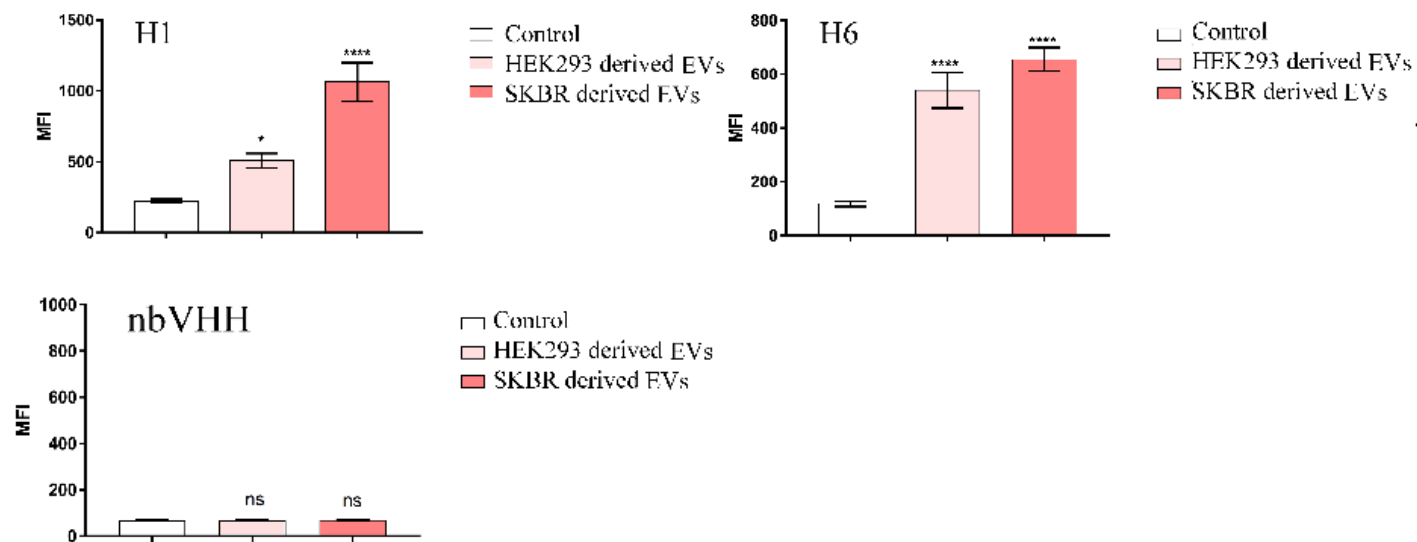 H1
1500
1000
500
0
MFI
*
****
Control
HEK293 derived EVs
SKBR derived EVs
H6
800
600
400
200
0
MFI
****
****
Control
HEK293 derived EVs
SKBR derived EVs
nbVHH
1000
800
600
400
200
0
MFI
ns
ns
Control
HEK293 derived EVs
SKBR derived EVs